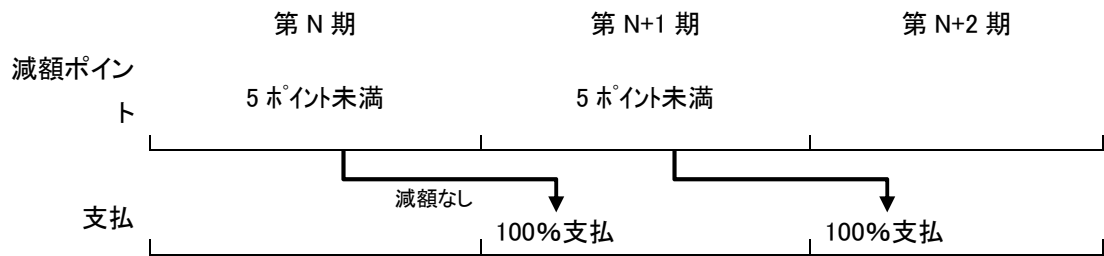 第 N 期
第 N+1 期
第 N+2 期
減額ポイン
ト
5 ﾎﾟｲﾝﾄ未満
5 ﾎﾟｲﾝﾄ未満
減額なし
支払
100％支払
100％支払